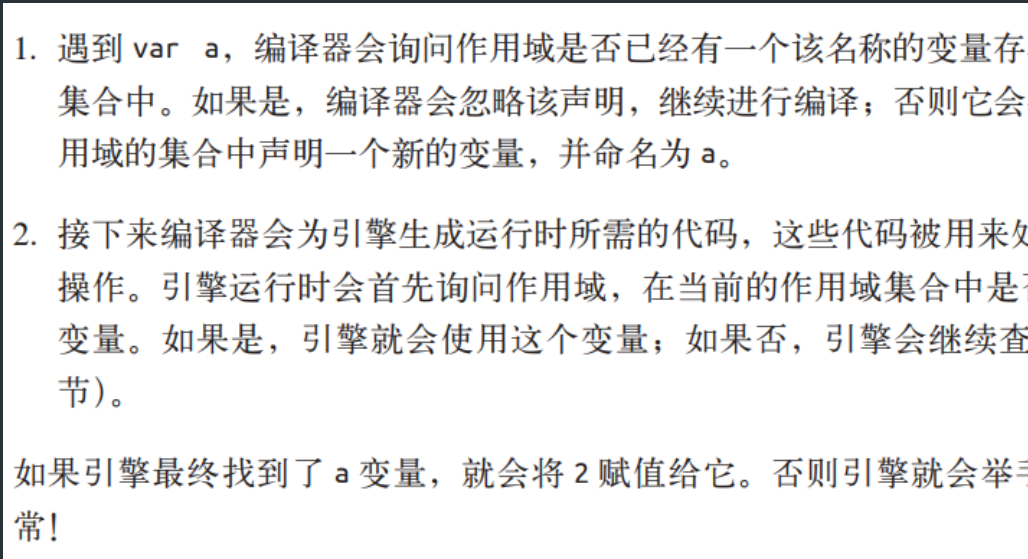 1. 遇到 var a，编译器会询问作用域是否已经有一个该名称的变量存
集合中。如果是，编译器会忽略该声明，继续进行编译；否则它会
用域的集合中声明一个新的变量，并命名为 a。
2. 接下来编译器会为引擎生成运行时所需的代码，这些代码被用来处
操作。引擎运行时会首先询问作用域，在当前的作用域集合中是否
变量。如果是，引擎就会使用这个变量；如果否，引擎会继续查
节）。
如果引擎最终找到了 a 变量，就会将 2 赋值给它。否则引擎就会举手
常！